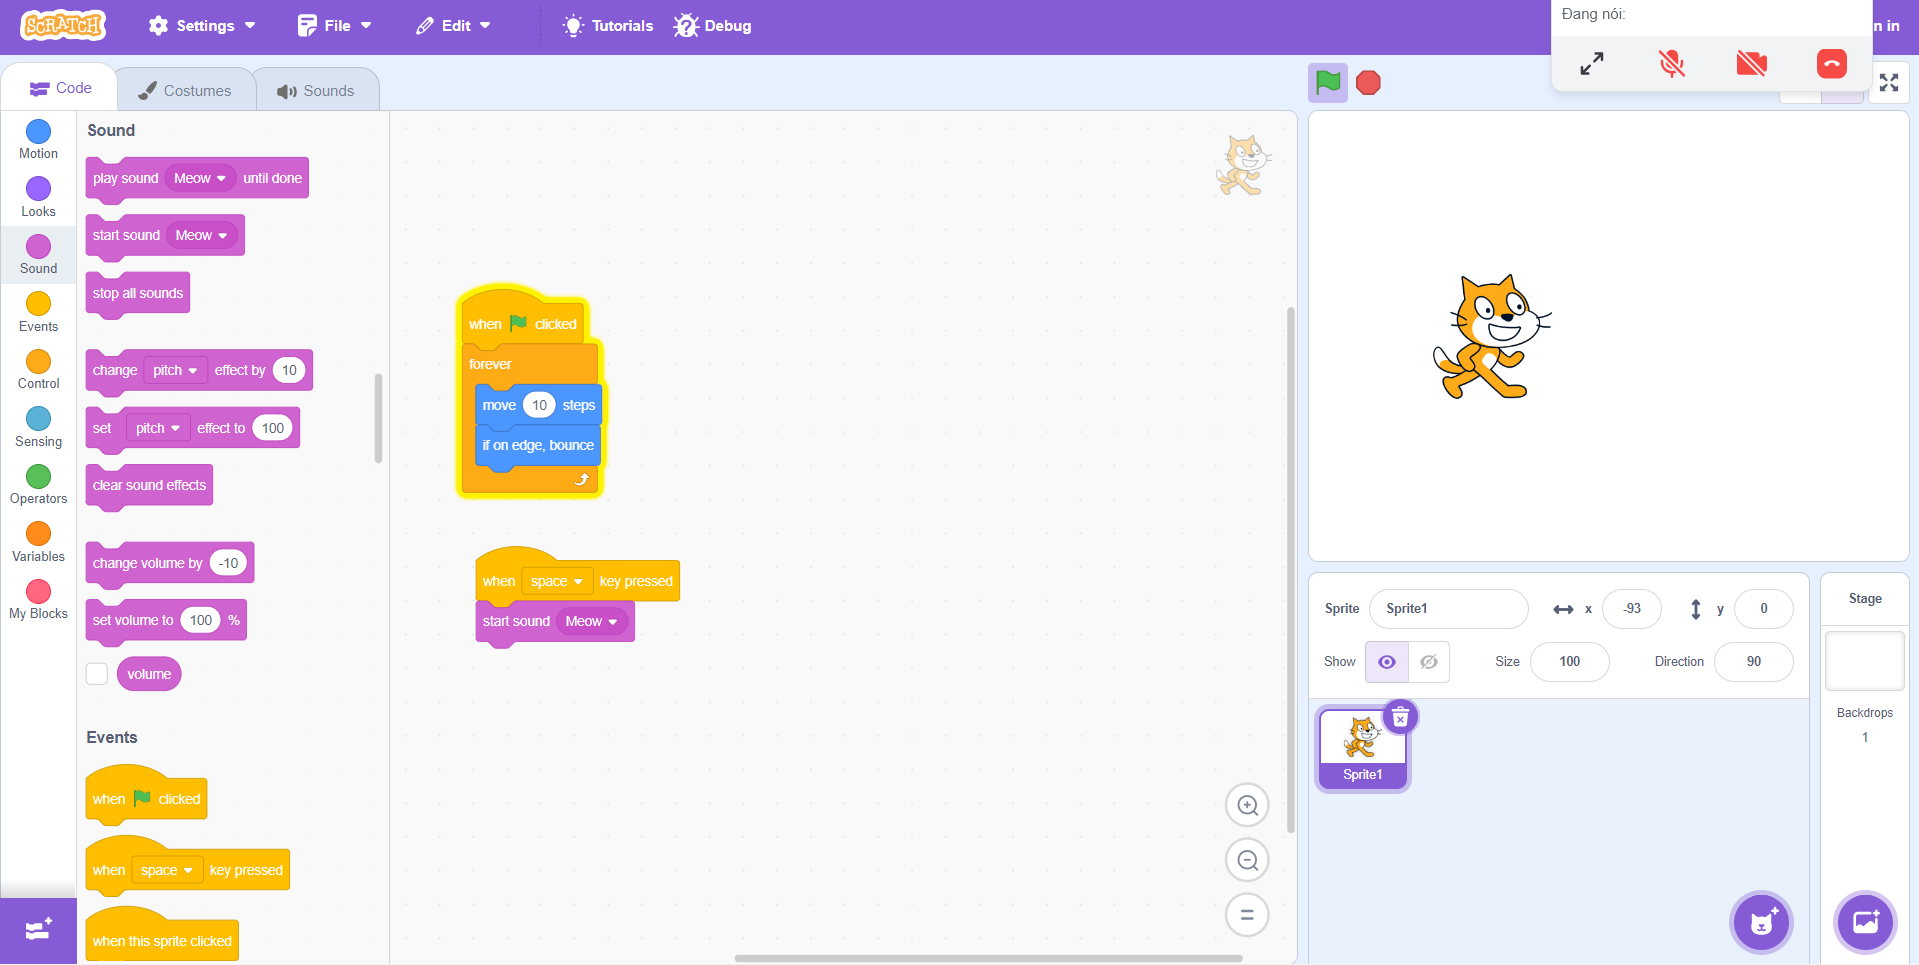 SCRATCH Settings File Edit Tutorials Debug
Đang nói:
n in
Code Costumes Sounds
Motion
Looks
Sound
Events
Control
Sensing
Operators
Variables
My Blocks
Sound
play sound Meow until done
start sound Meow
stop all sounds
change pitch effect by 10
set pitch effect to 100
clear sound effects
change volume by -10
set volume to 100 %
volume
Events
when clicked
when space key pressed
when this sprite clicked
when clicked
forever
move 10 steps
if on edge, bounce
when space key pressed
start sound Meow
Sprite Sprite1 x -93 y 0
Show Size 100 Direction 90
Sprite1
Stage
Backdrops
1